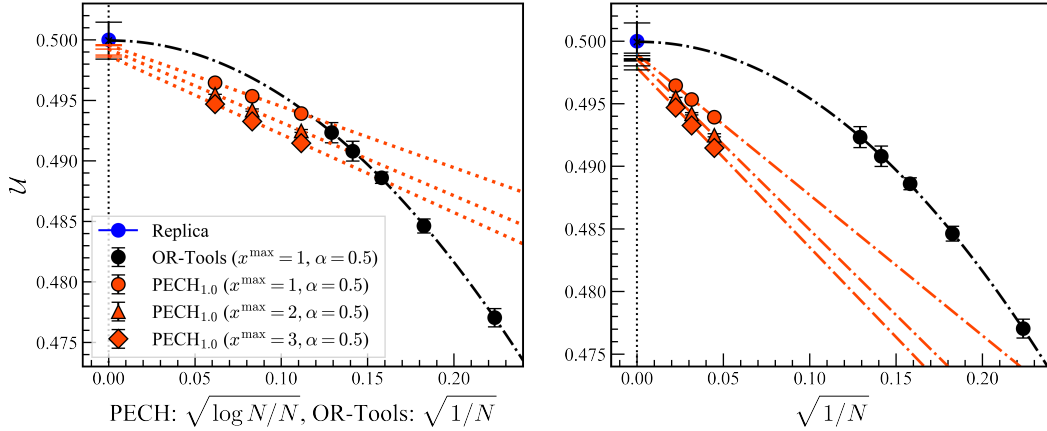 0.500
0.495
0.490
0.485
0.480
0.475
𝒰
0.00 0.05 0.10 0.15 0.20
Replica
OR-Tools (x^max = 1, α = 0.5)
PECH_1.0 (x^max = 1, α = 0.5)
PECH_1.0 (x^max = 2, α = 0.5)
PECH_1.0 (x^max = 3, α = 0.5)
PECH: √(log N/N), OR-Tools: √(1/N)
0.500
0.495
0.490
0.485
0.480
0.475
0.00 0.05 0.10 0.15 0.20
√(1/N)